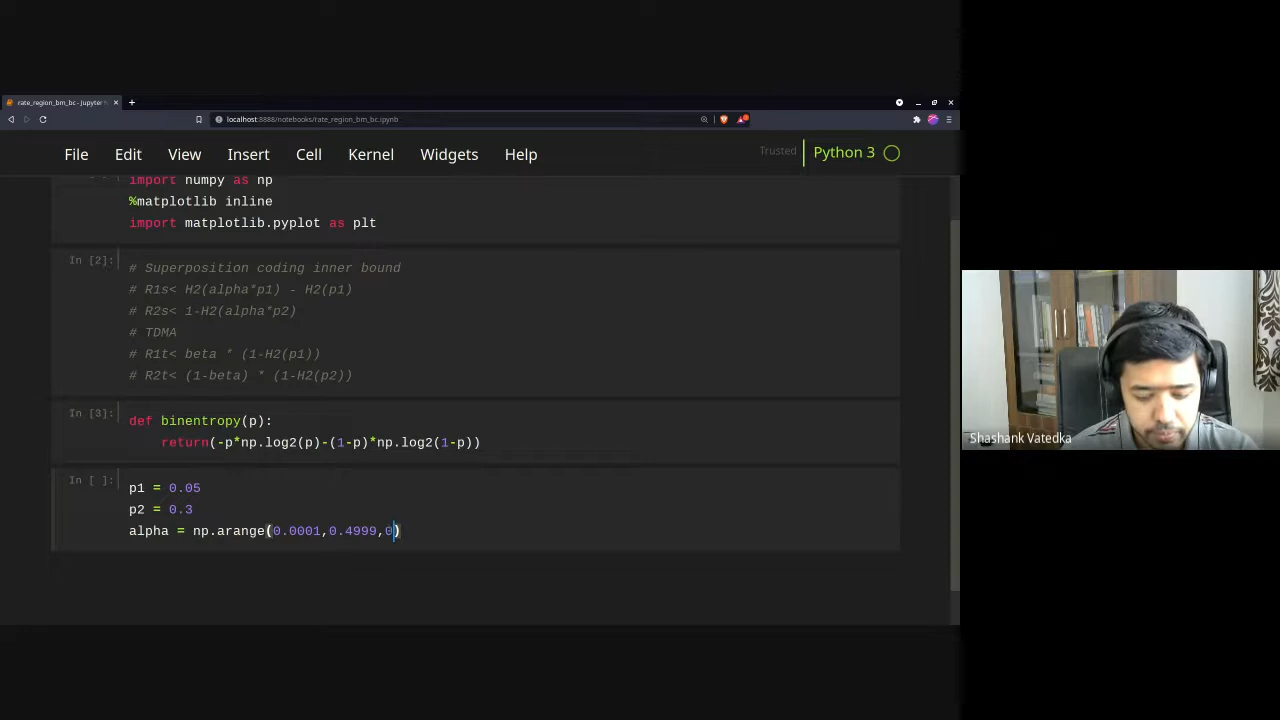 rate_region_bm_bc - Jupyter
localhost:8888/notebooks/rate_region_bm_bc.ipynb
File Edit View Insert Cell Kernel Widgets Help
Trusted Python 3
import numpy as np
%matplotlib inline
import matplotlib.pyplot as plt
In [2]:
# Superposition coding inner bound
# R1s< H2(alpha*p1) - H2(p1)
# R2s< 1-H2(alpha*p2)
# TDMA
# R1t< beta * (1-H2(p1))
# R2t< (1-beta) * (1-H2(p2))
In [3]:
def binentropy(p):
    return(-p*np.log2(p)-(1-p)*np.log2(1-p))
In [ ]:
p1 = 0.05
p2 = 0.3
alpha = np.arange(0.0001,0.4999,0)
Shashank Vatedka